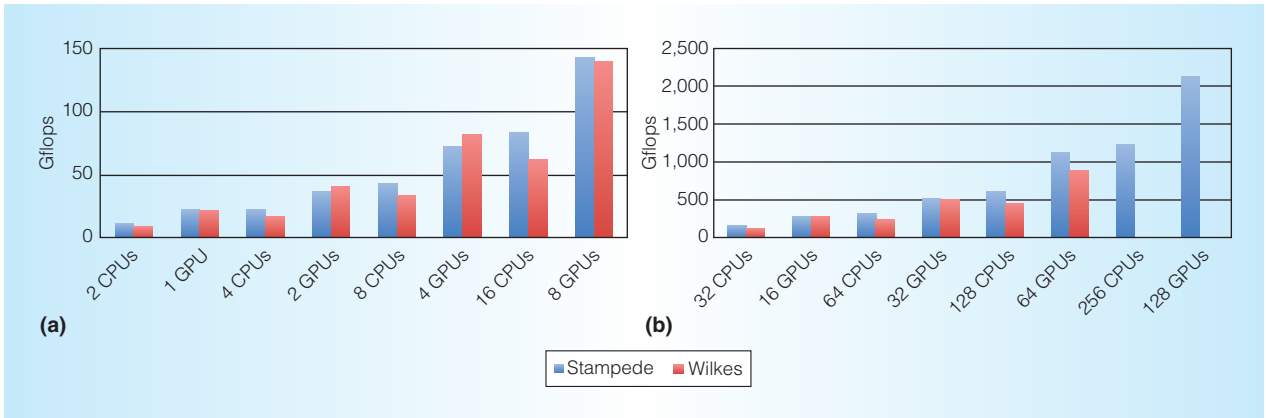 150
100
50
0
Gflops
2 CPUs
1 GPU
4 CPUs
2 GPUs
8 CPUs
4 GPUs
16 CPUs
8 GPUs
(a)
2,500
2,000
1,500
1,000
500
0
Gflops
32 CPUs
16 GPUs
64 CPUs
32 GPUs
128 CPUs
64 GPUs
256 CPUs
128 GPUs
(b)
Stampede
Wilkes